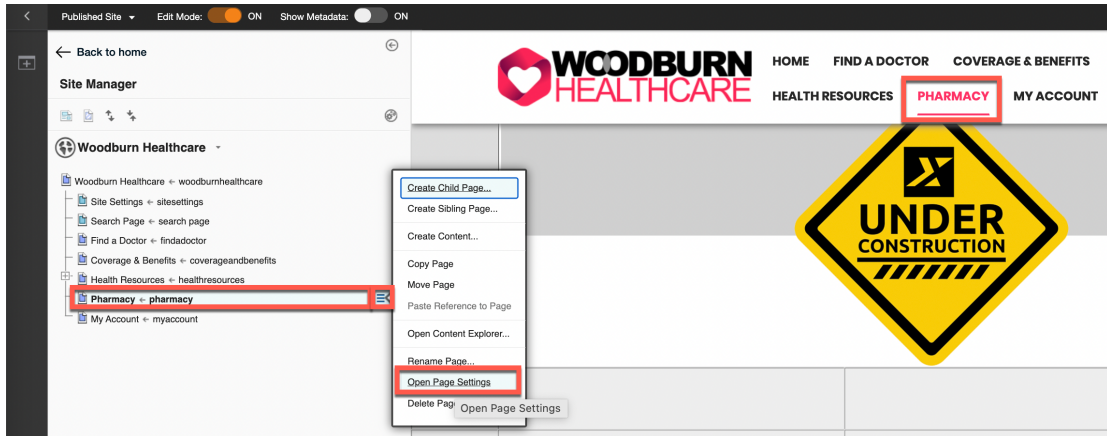 Published Site
Edit Mode:
ON
Show Metadata:
ON
Back to home
Site Manager
Woodburn Healthcare
Woodburn Healthcare ← woodburnhealthcare
Site Settings ← sitesettings
Search Page ← search page
Find a Doctor ← findadoctor
Coverage & Benefits ← coverageandbenefits
Health Resources ← healthresources
Pharmacy ← pharmacy
My Account ← myaccount
Create Child Page...
Create Sibling Page...
Create Content...
Copy Page
Move Page
Paste Reference to Page
Open Content Explorer...
Rename Page...
Open Page Settings
Delete
Open Page Settings
WOODBURN
HEALTHCARE
HOME FIND A DOCTOR COVERAGE & BENEFITS
HEALTH RESOURCES PHARMACY MY ACCOUNT
UNDER
CONSTRUCTION